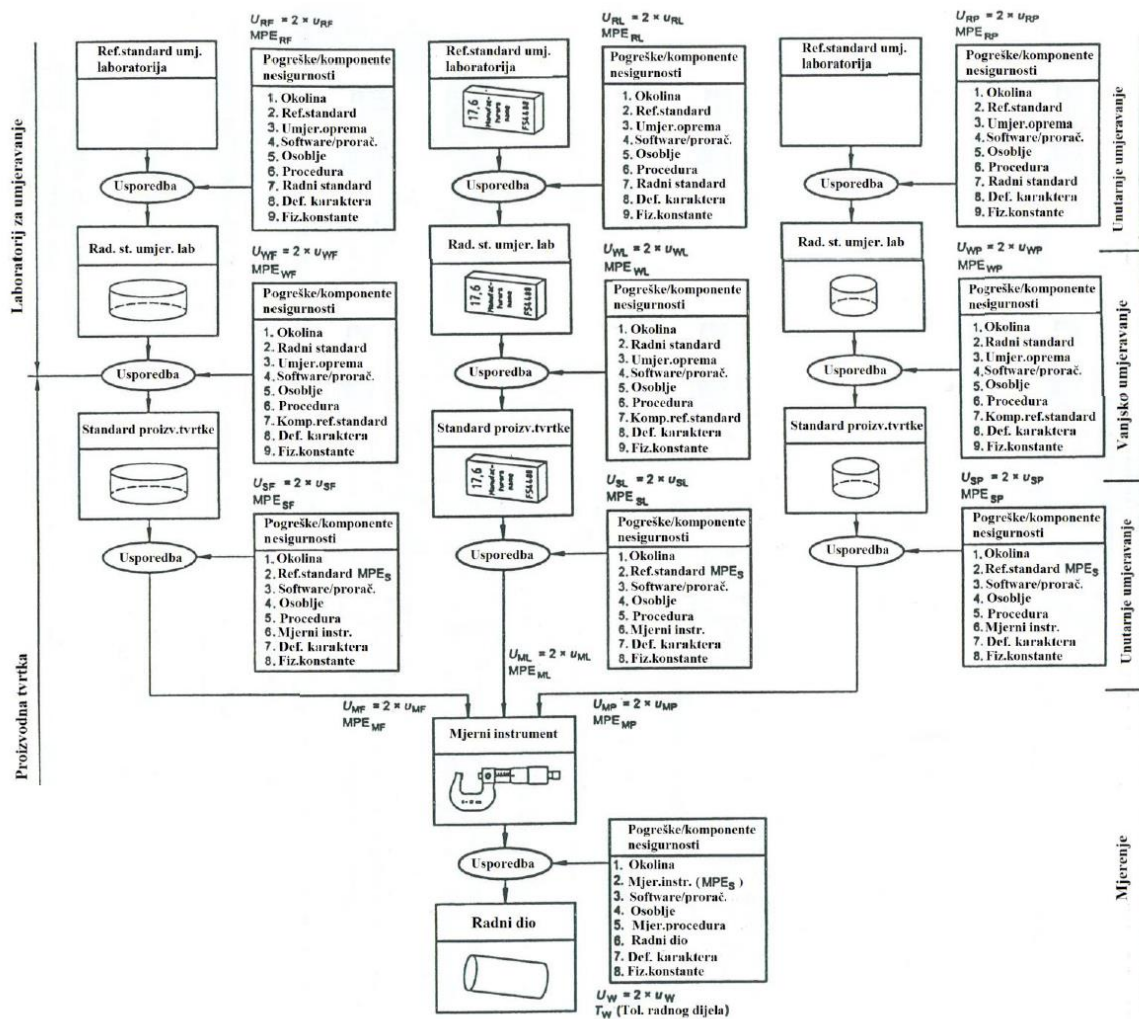 U_RF = 2 × u_RF
MPE_RF
Ref.standard umj.
laboratorija
Pogreške/komponente
nesigurnosti
1. Okolina
2. Ref.standard
3. Umjer.oprema
4. Software/prorač.
5. Osoblje
6. Procedura
7. Radni standard
8. Def. karaktera
9. Fiz.konstante
Usporedba
Rad. st. umjer. lab
U_WF = 2 × u_WF
MPE_WF
Pogreške/komponente
nesigurnosti
1. Okolina
2. Radni standard
3. Umjer.oprema
4. Software/prorač.
5. Osoblje
6. Procedura
7. Komp.ref.standard
8. Def. karaktera
9. Fiz.konstante
Usporedba
Standard proizv.tvrtke
U_SF = 2 × u_SF
MPE_SF
Pogreške/komponente
nesigurnosti
1. Okolina
2. Ref.standard MPE_S
3. Software/prorač.
4. Osoblje
5. Procedura
6. Mjerni instr.
7. Def. karaktera
8. Fiz.konstante
Usporedba
U_MF = 2 × u_MF
MPE_MF
U_RL = 2 × u_RL
MPE_RL
Ref.standard umj.
laboratorija
17,6
Manufac-
turers
name
FS4400
Pogreške/komponente
nesigurnosti
1. Okolina
2. Ref.standard
3. Umjer.oprema
4. Software/prorač.
5. Osoblje
6. Procedura
7. Radni standard
8. Def. karaktera
9. Fiz.konstante
Usporedba
Rad. st. umjer. lab
17,6
Manufac-
turers
name
FS4400
U_WL = 2 × u_WL
MPE_WL
Pogreške/komponente
nesigurnosti
1. Okolina
2. Radni standard
3. Umjer.oprema
4. Software/prorač.
5. Osoblje
6. Procedura
7. Komp.ref.standard
8. Def. karaktera
9. Fiz.konstante
Usporedba
Standard proizv.tvrtke
17,6
Manufac-
turers
name
FS4400
U_SL = 2 × u_SL
MPE_SL
Pogreške/komponente
nesigurnosti
1. Okolina
2. Ref.standard MPE_S
3. Software/prorač.
4. Osoblje
5. Procedura
6. Mjerni instr.
7. Def. karaktera
8. Fiz.konstante
Usporedba
U_ML = 2 × u_ML
MPE_ML
U_RP = 2 × u_RP
MPE_RP
Ref.standard umj.
laboratorija
Pogreške/komponente
nesigurnosti
1. Okolina
2. Ref.standard
3. Umjer.oprema
4. Software/prorač.
5. Osoblje
6. Procedura
7. Radni standard
8. Def. karaktera
9. Fiz.konstante
Usporedba
Rad. st. umjer. lab
U_WP = 2 × u_WP
MPE_WP
Pogreške/komponente
nesigurnosti
1. Okolina
2. Radni standard
3. Umjer.oprema
4. Software/prorač.
5. Osoblje
6. Procedura
7. Komp.ref.standard
8. Def. karaktera
9. Fiz.konstante
Usporedba
Standard proizv.tvrtke
U_SP = 2 × u_SP
MPE_SP
Pogreške/komponente
nesigurnosti
1. Okolina
2. Ref.standard MPE_S
3. Software/prorač.
4. Osoblje
5. Procedura
6. Mjerni instr.
7. Def. karaktera
8. Fiz.konstante
Usporedba
U_MP = 2 × u_MP
MPE_MP
Mjerni instrument
Usporedba
Pogreške/komponente
nesigurnosti
1. Okolina
2. Mjer.instr. (MPE_S)
3. Software/prorač.
4. Osoblje
5. Mjer.procedura
6. Radni dio
7. Def. karaktera
8. Fiz.konstante
Radni dio
U_W = 2 × u_W
T_W (Tol. radnog dijela)
Laboratorij za umjeravanje
Proizvodna tvrtka
Unutarnje umjeravanje
Vanjsko umjeravanje
Unutarnje umjeravanje
Mjerenje